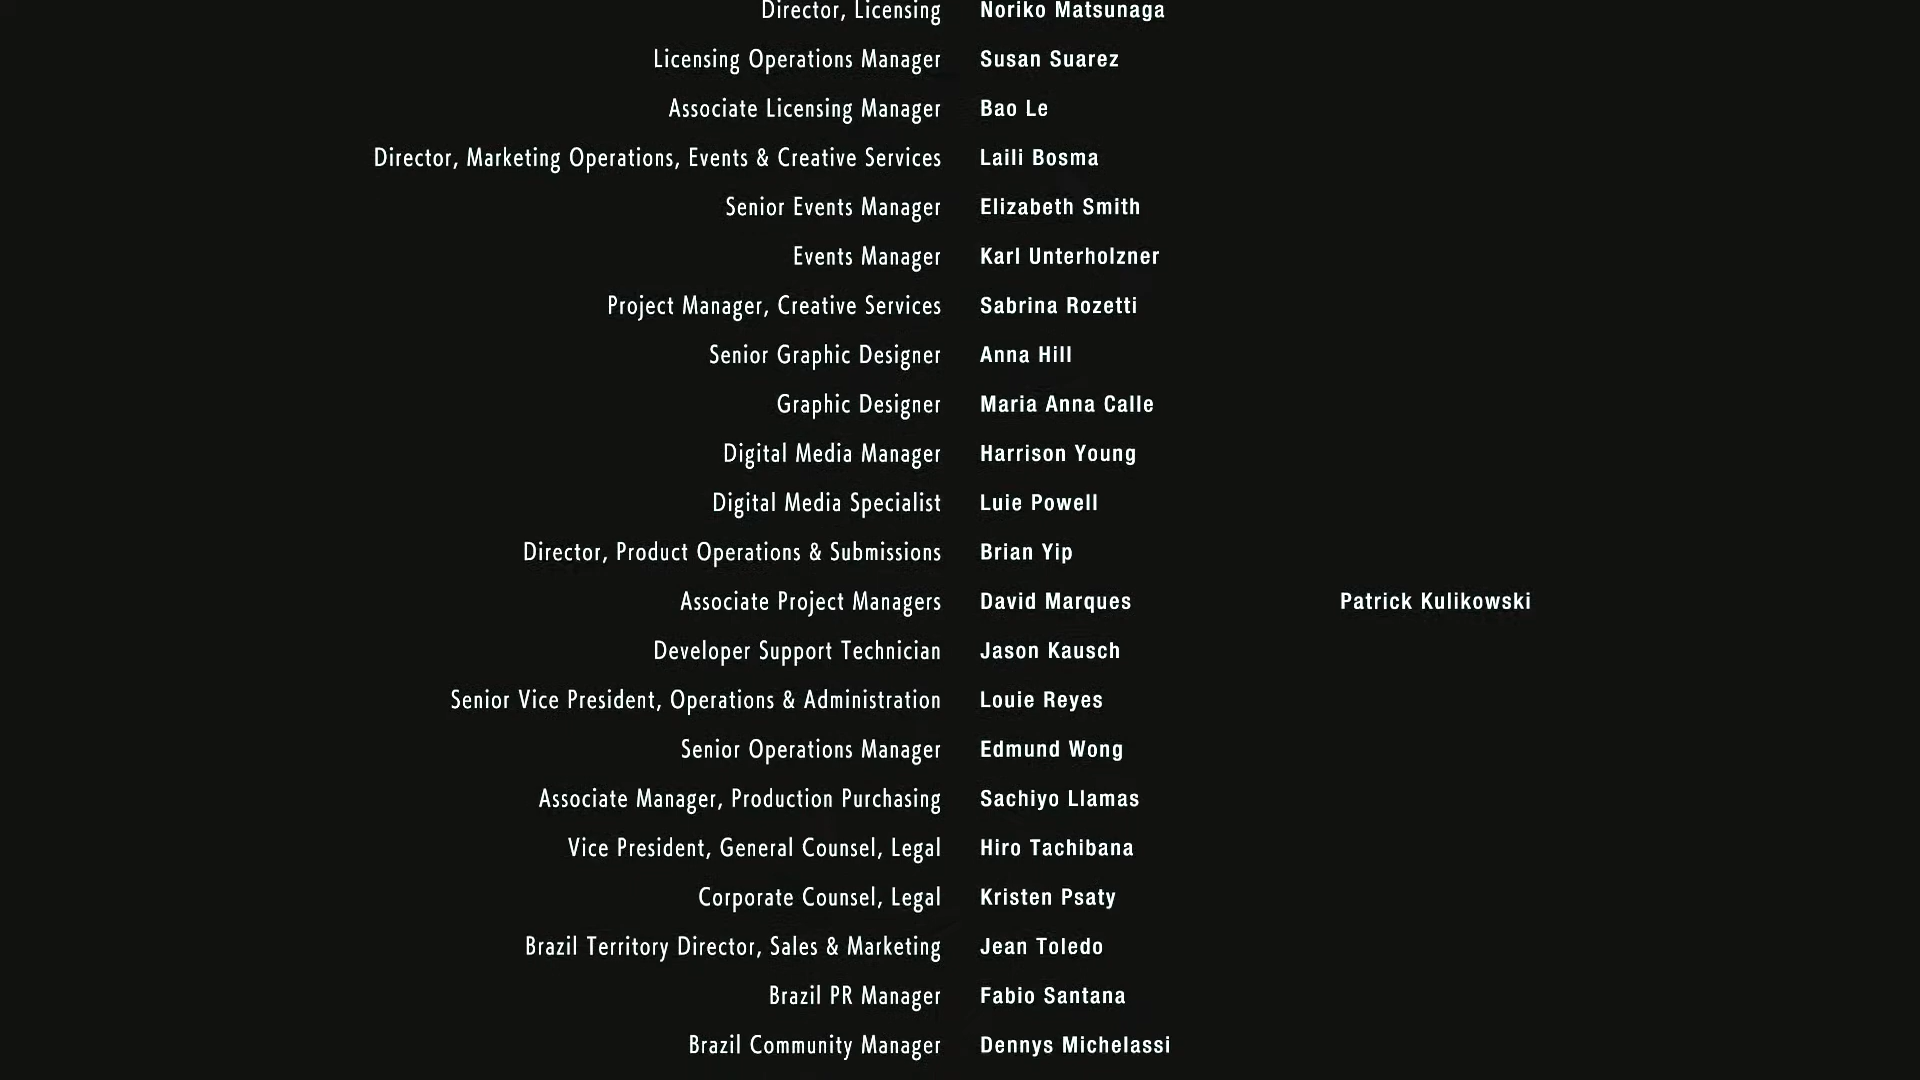 Director, Licensing Noriko Matsunaga
Licensing Operations Manager Susan Suarez
Associate Licensing Manager Bao Le
Director, Marketing Operations, Events & Creative Services Laili Bosma
Senior Events Manager Elizabeth Smith
Events Manager Karl Unterholzner
Project Manager, Creative Services Sabrina Rozetti
Senior Graphic Designer Anna Hill
Graphic Designer Maria Anna Calle
Digital Media Manager Harrison Young
Digital Media Specialist Luie Powell
Director, Product Operations & Submissions Brian Yip
Associate Project Managers David Marques Patrick Kulikowski
Developer Support Technician Jason Kausch
Senior Vice President, Operations & Administration Louie Reyes
Senior Operations Manager Edmund Wong
Associate Manager, Production Purchasing Sachiyo Llamas
Vice President, General Counsel, Legal Hiro Tachibana
Corporate Counsel, Legal Kristen Psaty
Brazil Territory Director, Sales & Marketing Jean Toledo
Brazil PR Manager Fabio Santana
Brazil Community Manager Dennys Michelassi